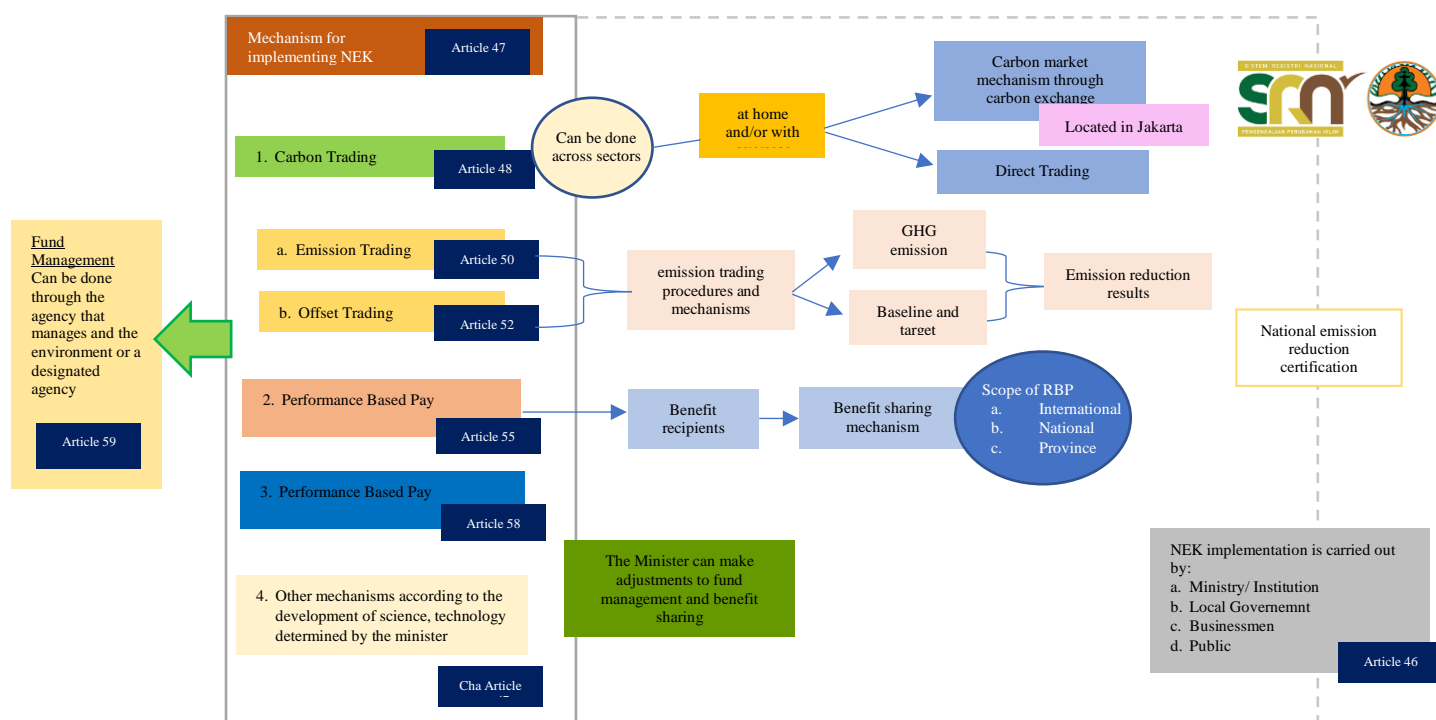 Mechanism for
implementing NEK
Article 47
1. Carbon Trading
Article 48
Can be done
across sectors
at home
and/or with
Carbon market
mechanism through
carbon exchange
Located in Jakarta
Direct Trading
SISTEM REGISTRI NASIONAL
SRN
PENGENDALIAN PERUBAHAN IKLIM
Fund
Management
Can be done
through the
agency that
manages and the
environment or a
designated
agency
Article 59
a. Emission Trading
Article 50
b. Offset Trading
Article 52
emission trading
procedures and
mechanisms
GHG
emission
Baseline and
target
Emission reduction
results
National emission
reduction
certification
2. Performance Based Pay
Article 55
Benefit
recipients
Benefit sharing
mechanism
Scope of RBP
a. International
b. National
c. Province
3. Performance Based Pay
Article 58
4. Other mechanisms according to the
development of science, technology
determined by the minister
Cha Article
The Minister can make
adjustments to fund
management and benefit
sharing
NEK implementation is carried out
by:
a. Ministry/ Institution
b. Local Governemnt
c. Businessmen
d. Public
Article 46